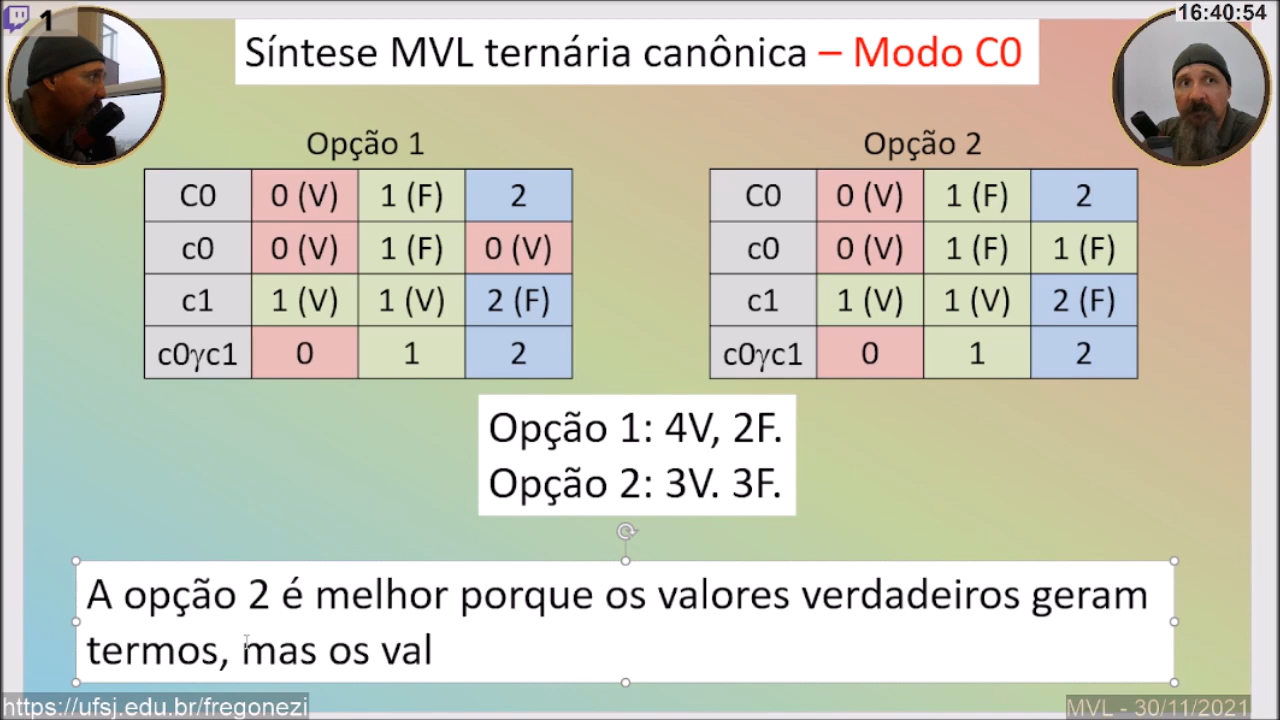 1
16:40:54
Síntese MVL ternária canônica – Modo C0
Opção 1
C0 0 (V) 1 (F) 2
c0 0 (V) 1 (F) 0 (V)
c1 1 (V) 1 (V) 2 (F)
c0γc1 0 1 2
Opção 2
C0 0 (V) 1 (F) 2
c0 0 (V) 1 (F) 1 (F)
c1 1 (V) 1 (V) 2 (F)
c0γc1 0 1 2
Opção 1: 4V, 2F.
Opção 2: 3V. 3F.
A opção 2 é melhor porque os valores verdadeiros geram
termos, mas os val
https://ufsj.edu.br/fregonezi
MVL - 30/11/2021